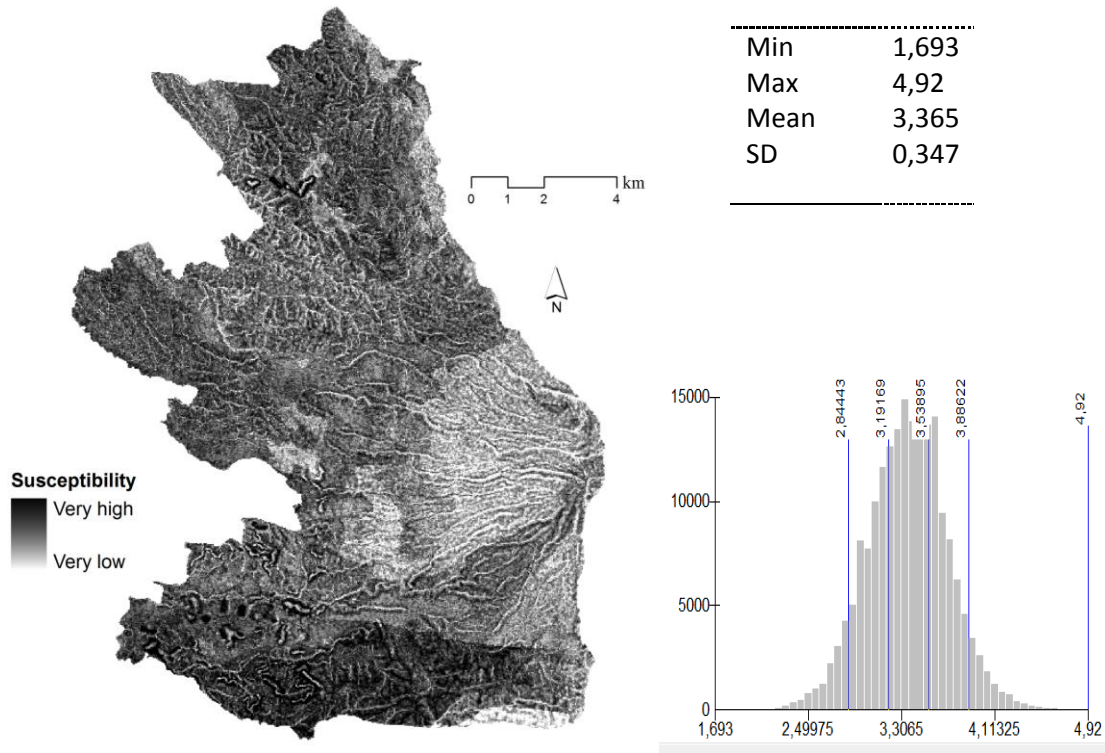 Min 1,693
Max 4,92
Mean 3,365
SD 0,347
km
0 1 2 4
N
Susceptibility
Very high
Very low
15000
10000
5000
0
2,84443
3,19169
3,53895
3,88622
4,92
1,693 2,49975 3,3065 4,11325 4,92